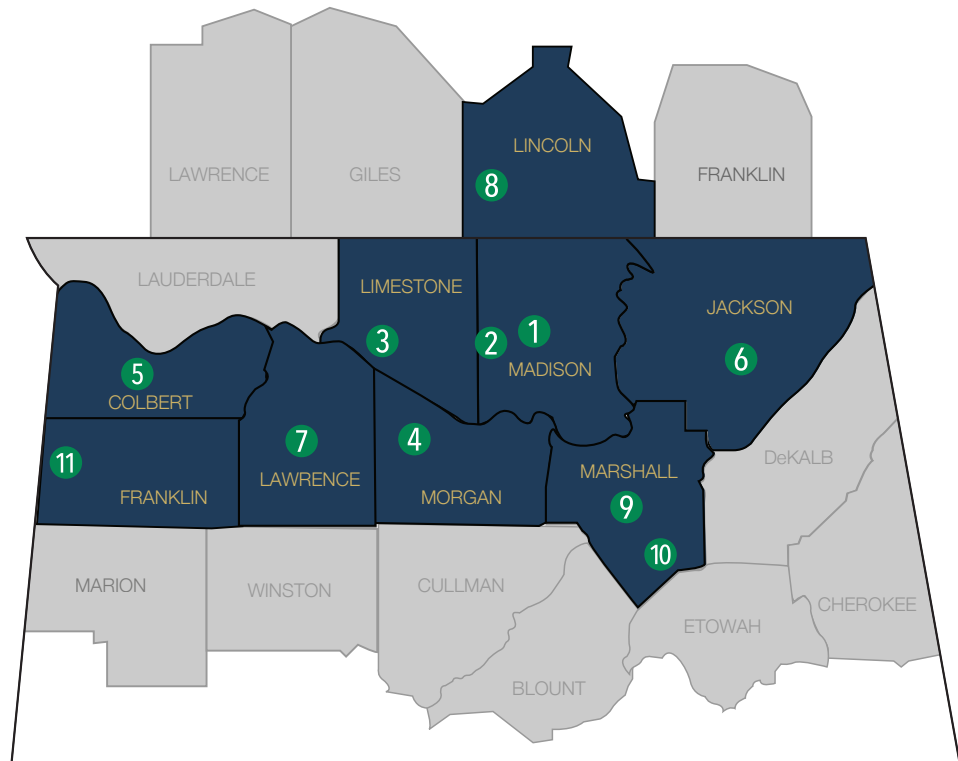 LINCOLN
LAWRENCE
GILES
FRANKLIN
8
LAUDERDALE
LIMESTONE
JACKSON
1
2
3
MADISON
6
5
COLBERT
4
7
DeKALB
11
MARSHALL
LAWRENCE
FRANKLIN
MORGAN
9
10
MARION
CULLMAN
WINSTON
CHEROKEE
ETOWAH
BLOUNT